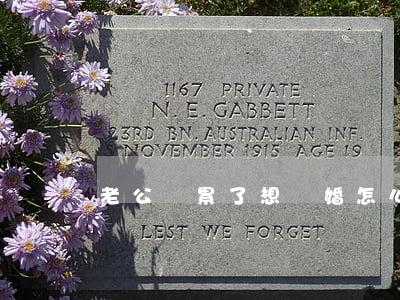 1167 PRIVATE
N. E. GABBETT
23RD BN. AUSTRALIAN INF.
NOVEMBER 1915 AGE 19
老公 累了想 婚怎
LEST WE FORGET